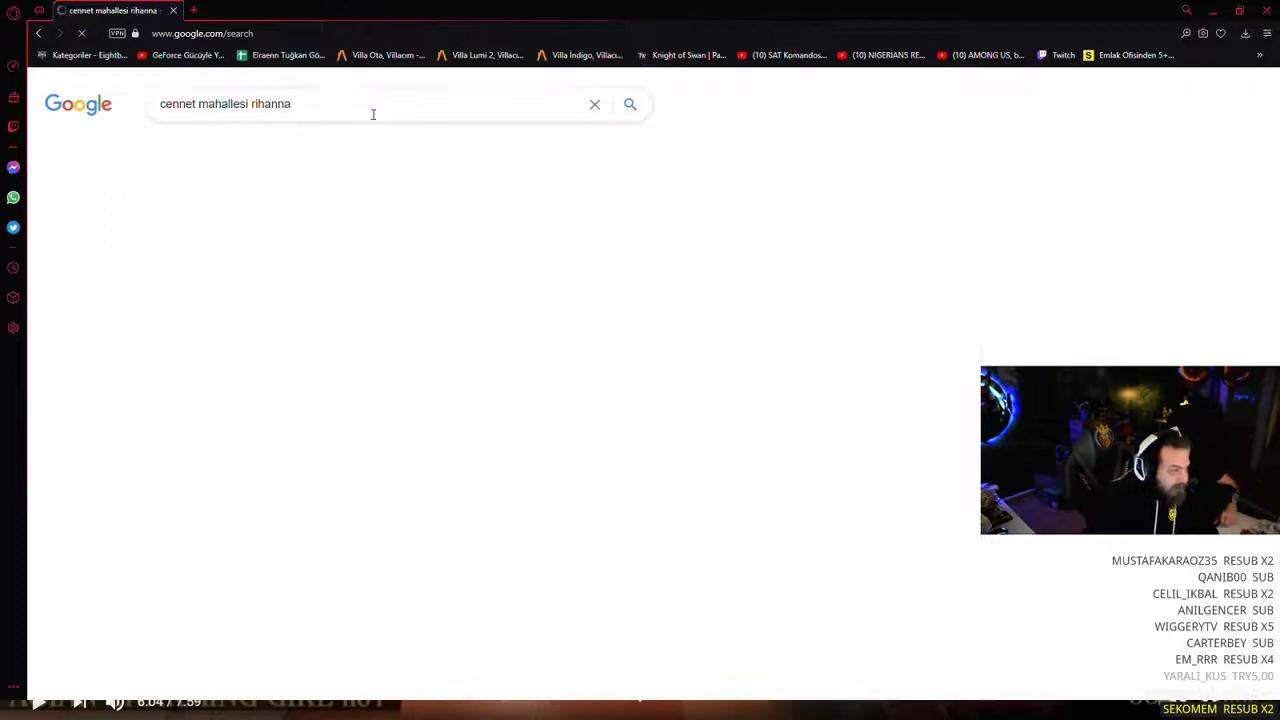 cennet mahallesi rihanna -
VPN www.google.com/search
Kategoriler - Eightb... GeForce Gücüyle Y... Elraenn Tuğkan Gö... Villa Ota, Villacım -... Villa Lumi 2, Villacı... Villa İndigo, Villacı... Knight of Swan | Pa... (10) SAT Komandos... (10) NIGERIANS RE... (10) AMONG US, b... Twitch Emlak Ofisinden 5+...
Google cennet mahallesi rihanna
MUSTAFAKARAOZ35 RESUB X2
QANIB00 SUB
CELIL_IKBAL RESUB X2
ANILGENCER SUB
WIGGERYTV RESUB X5
CARTERBEY SUB
EM_RRR RESUB X4
YARALI_KUS TRY5,00
6:04 / 7:59
SEKOMEM RESUB X2